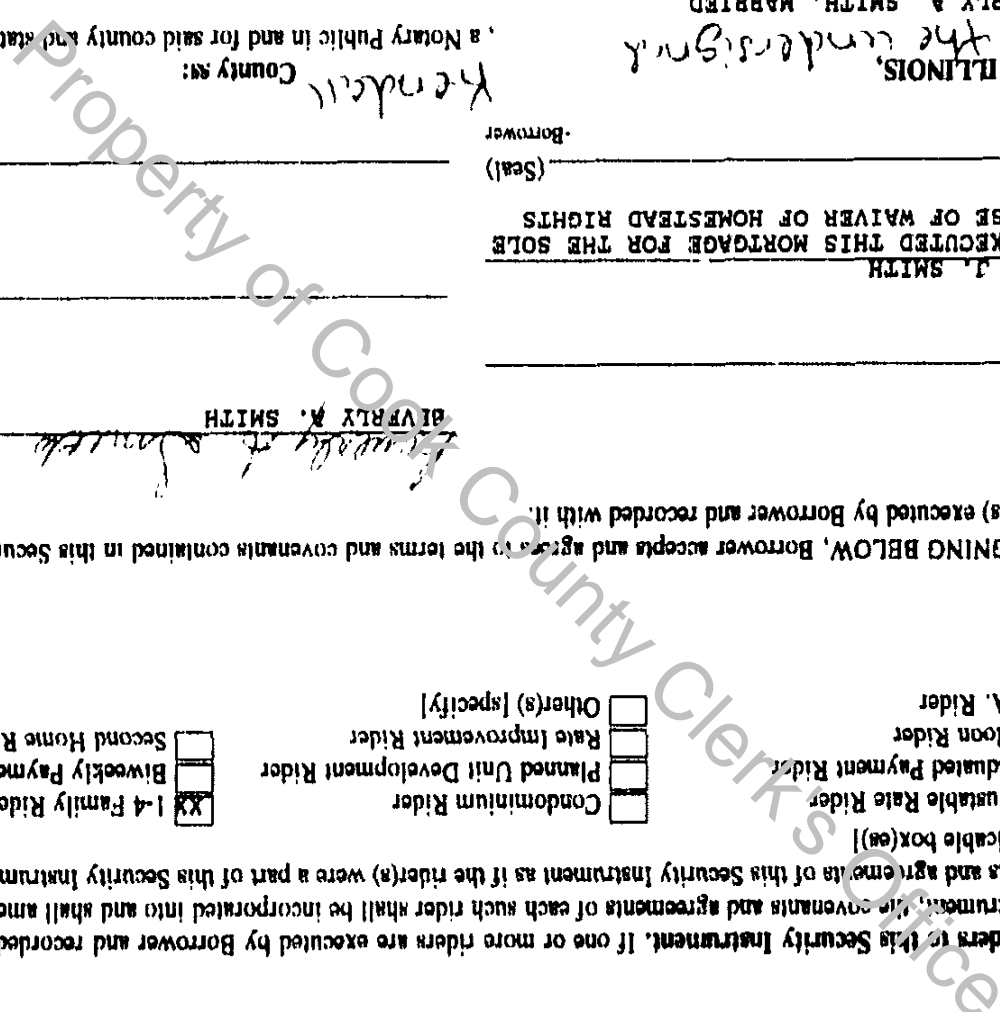 ders to this Security Instrument. If one or more riders are executed by Borrower and recorded
trument, the covenants and agreements of each such rider shall be incorporated into and shall ame
s and agreements of this Security Instrument as if the rider(s) were a part of this Security Instrum
icable box(es)]
ustable Rate Rider Condominium Rider XX 1-4 Family Ride
duated Payment Rider Planned Unit Development Rider Biweekly Payme
loon Rider Rate Improvement Rider Second Home R
A. Rider Other(s) [specify]
GNING BELOW, Borrower accepts and agrees to the terms and covenants contained in this Secur
s) executed by Borrower and recorded with it.
Beverly A. Smith
BEVERLY A. SMITH
J. SMITH
XECUTED THIS MORTGAGE FOR THE SOLE
SE OF WAIVER OF HOMESTEAD RIGHTS
(Seal)
-Borrower
ILLINOIS, Kendall County ss:
the undersigned , a Notary Public in and for said county and stat
RLY A. SMITH, MARRIED
Property of Cook County Clerk's Office